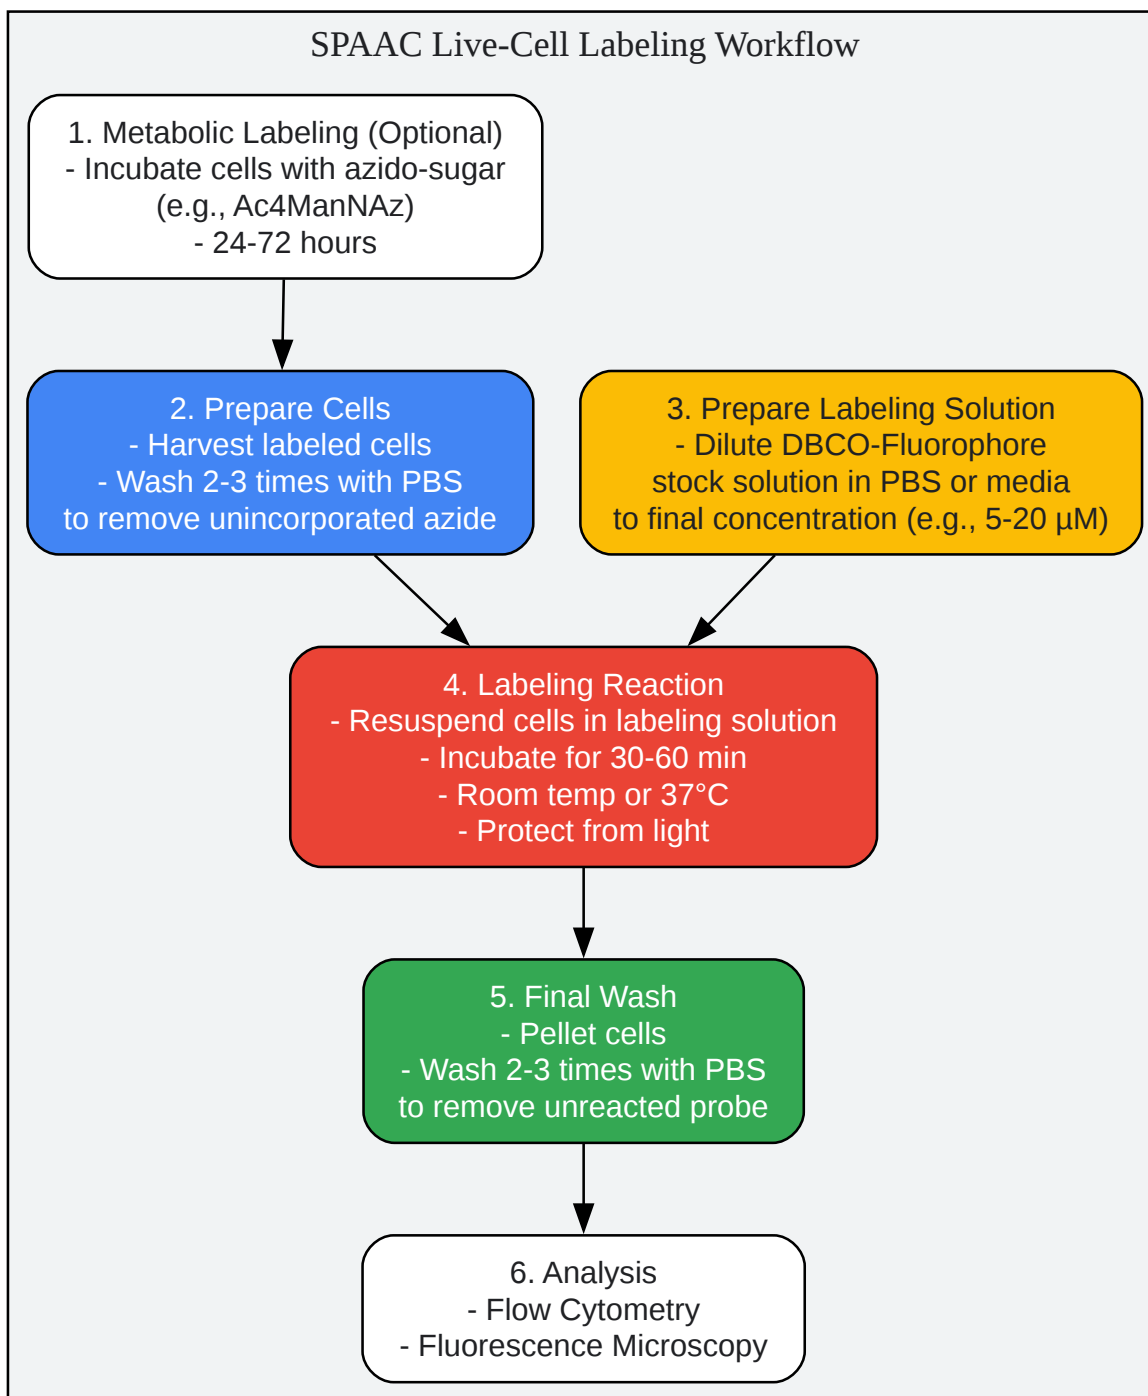 SPAAC Live-Cell Labeling Workflow
1. Metabolic Labeling (Optional)
- Incubate cells with azido-sugar
(e.g., Ac4ManNAz)
- 24-72 hours
2. Prepare Cells
- Harvest labeled cells
- Wash 2-3 times with PBS
to remove unincorporated azide
3. Prepare Labeling Solution
- Dilute DBCO-Fluorophore
stock solution in PBS or media
to final concentration (e.g., 5-20 µM)
4. Labeling Reaction
- Resuspend cells in labeling solution
- Incubate for 30-60 min
- Room temp or 37°C
- Protect from light
5. Final Wash
- Pellet cells
- Wash 2-3 times with PBS
to remove unreacted probe
6. Analysis
- Flow Cytometry
- Fluorescence Microscopy